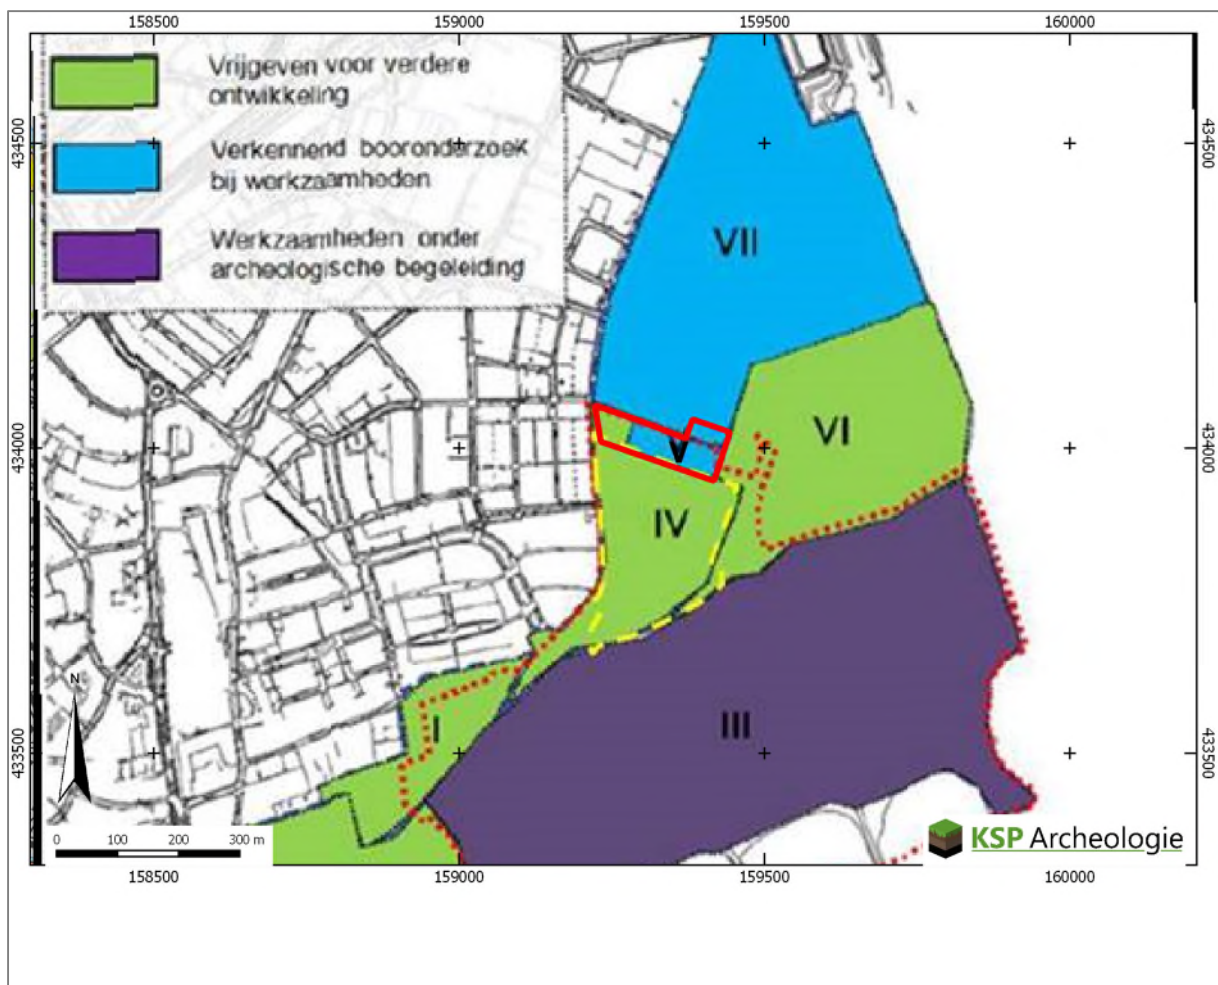 158500 159000 159500 160000
Vrijgeven voor verdere
ontwikkeling
Verkennend booronderzoek
bij werkzaamheden
Werkzaamheden onder
archeologische begeleiding
434500 434500
VII
VI
434000 434000
V
IV
III
I
433500 433500
N
0 100 200 300 m
KSP Archeologie
158500 159000 159500 160000